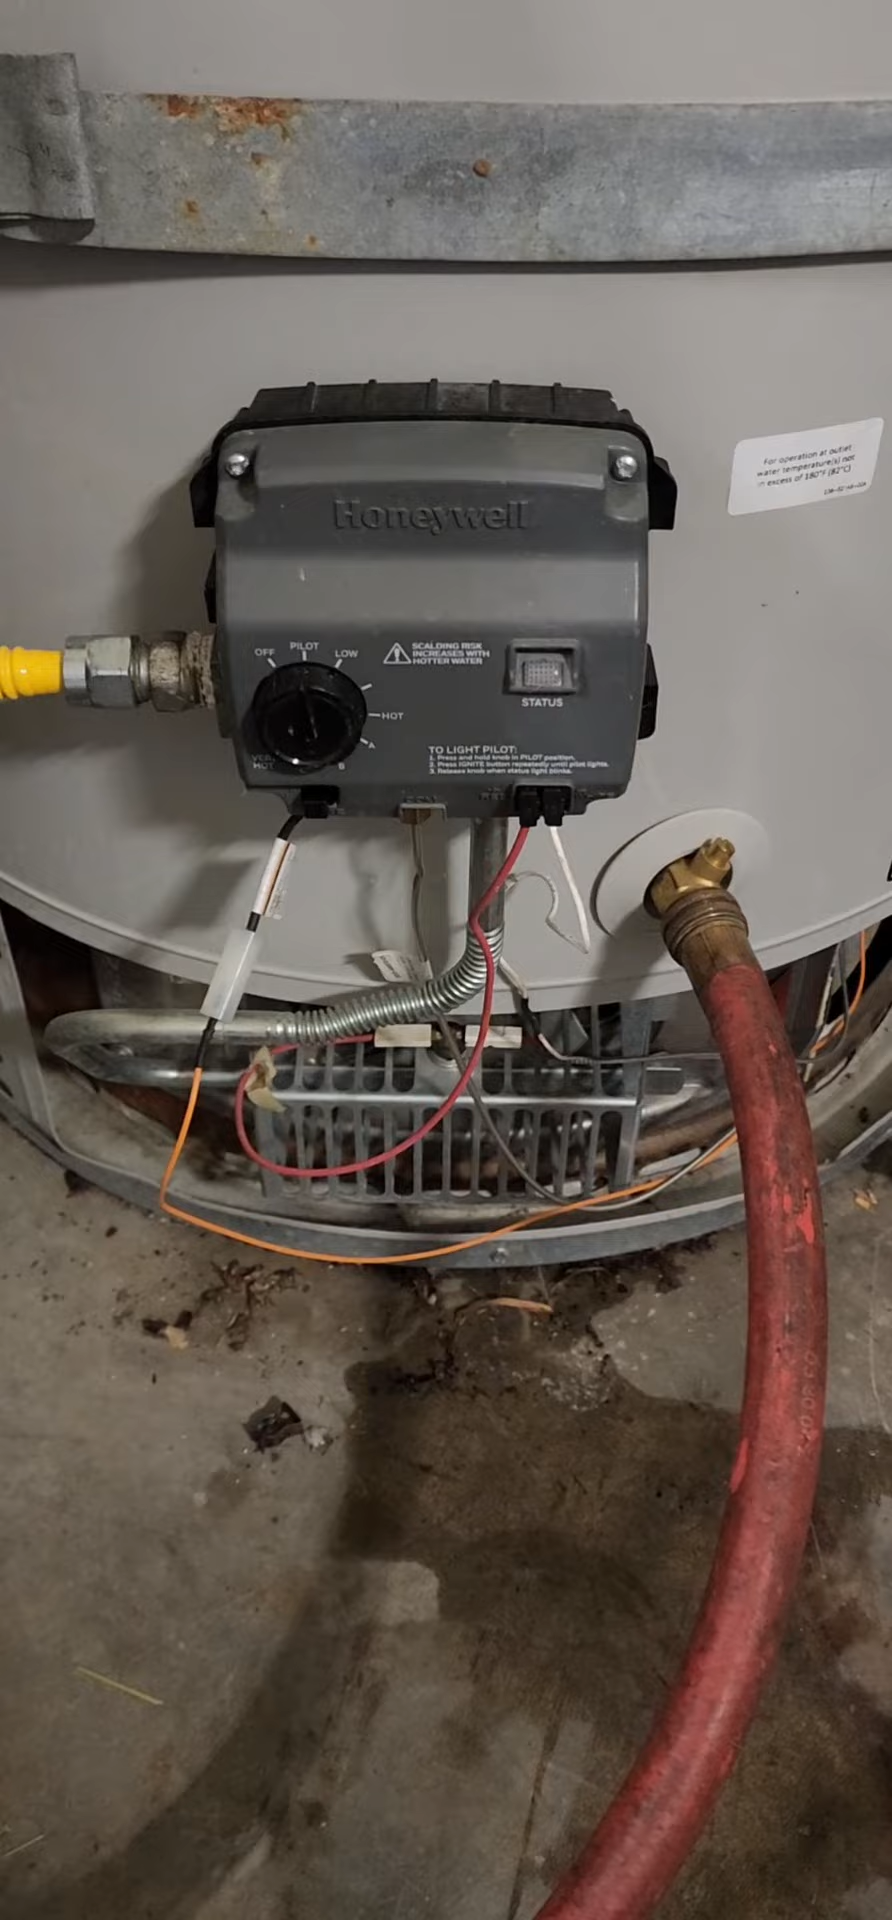 For operation at outlet
water temperature(s) not
in excess of 180°F (82°C)
Honeywell
OFF
PILOT
LOW
SCALDING RISK
INCREASES WITH
HOTTER WATER
HOT
STATUS
A
B
VERY
HOT
TO LIGHT PILOT:
1. Press and hold knob in PILOT position.
2. Press IGNITE button repeatedly until pilot lights.
3. Release knob when status light blinks.